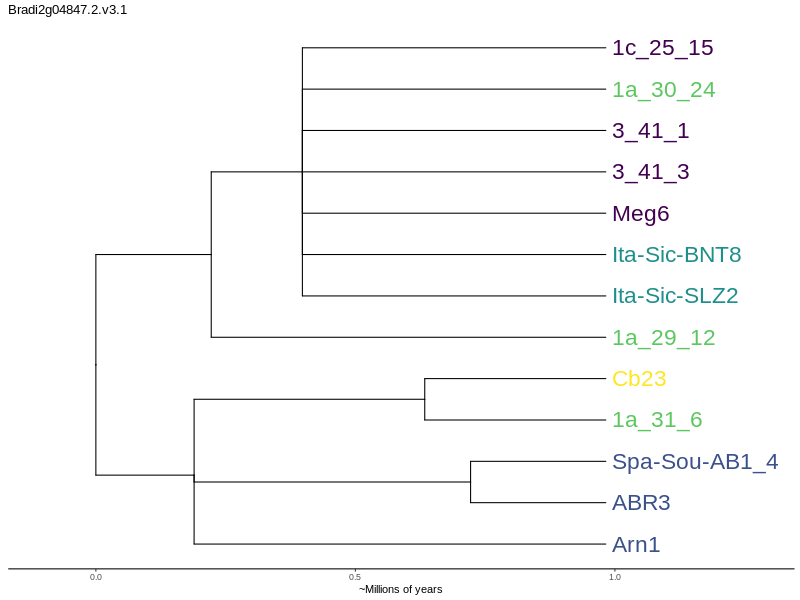 Bradi2g04847.2.v3.1
1c_25_15
1a_30_24
3_41_1
3_41_3
Meg6
Ita-Sic-BNT8
Ita-Sic-SLZ2
1a_29_12
Cb23
1a_31_6
Spa-Sou-AB1_4
ABR3
Arn1
0.0 0.5 1.0
~Millions of years